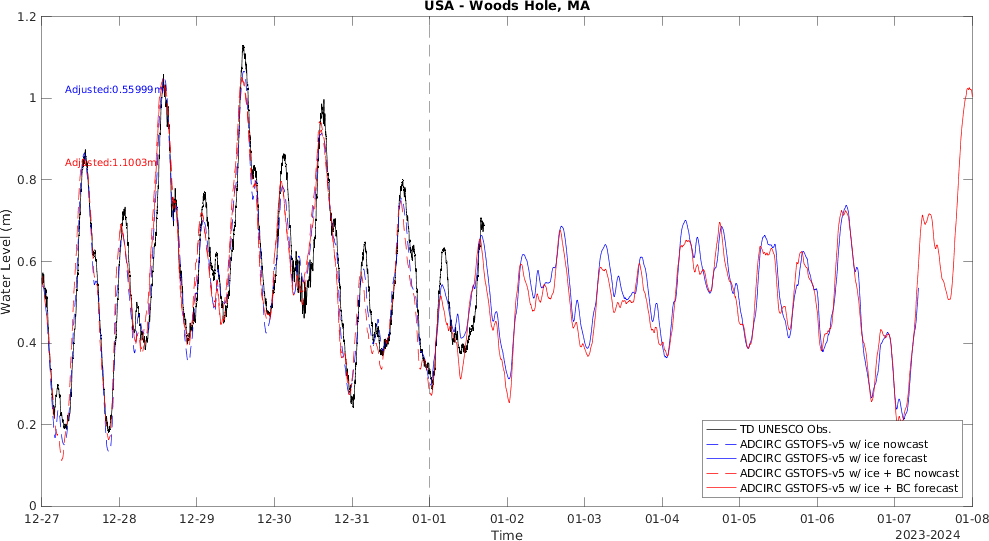 USA - Woods Hole, MA
1.2
1
0.8
0.6
0.4
0.2
0
Water Level (m)
Adjusted:0.55999m
Adjusted:1.1003m
TD UNESCO Obs.
ADCIRC GSTOFS-v5 w/ ice nowcast
ADCIRC GSTOFS-v5 w/ ice forecast
ADCIRC GSTOFS-v5 w/ ice + BC nowcast
ADCIRC GSTOFS-v5 w/ ice + BC forecast
12-27 12-28 12-29 12-30 12-31 01-01 01-02 01-03 01-04 01-05 01-06 01-07 01-08
Time
2023-2024